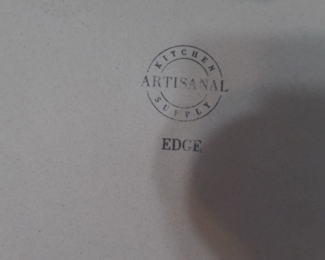 KITCHEN
ARTISANAL
SUPPLY
EDGE